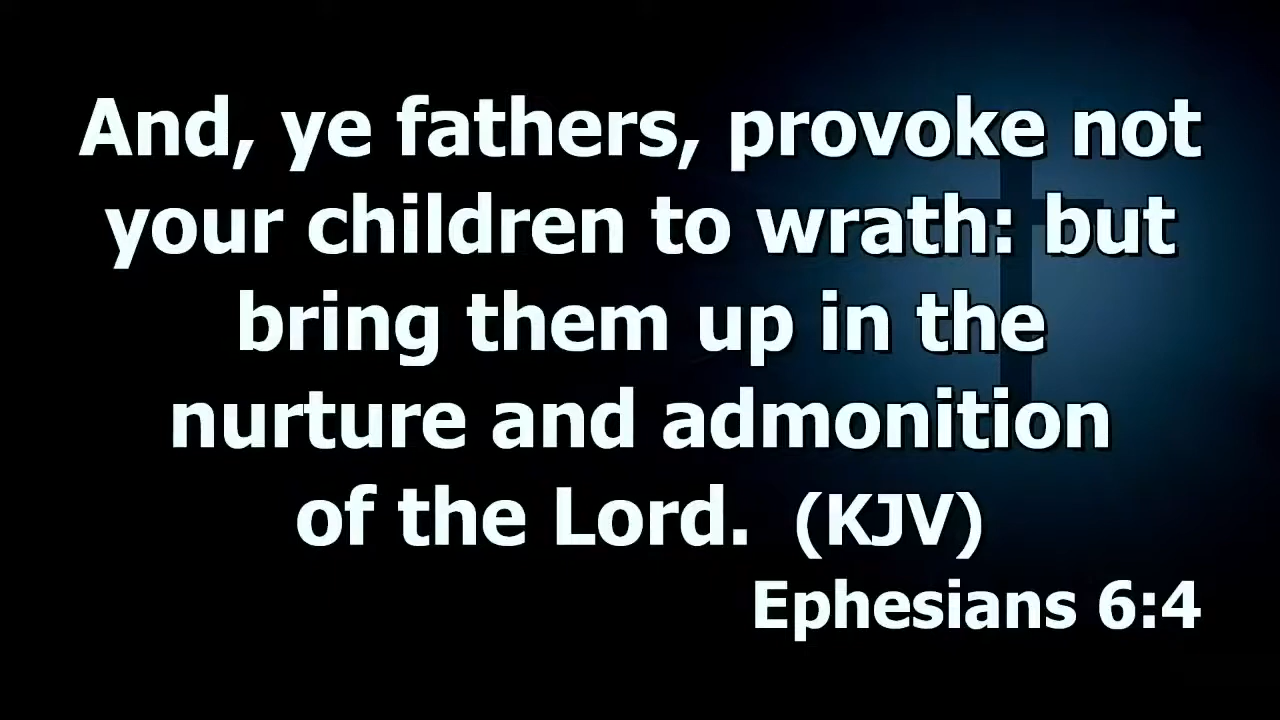 And, ye fathers, provoke not
your children to wrath: but
bring them up in the
nurture and admonition
of the Lord.  (KJV)
Ephesians 6:4